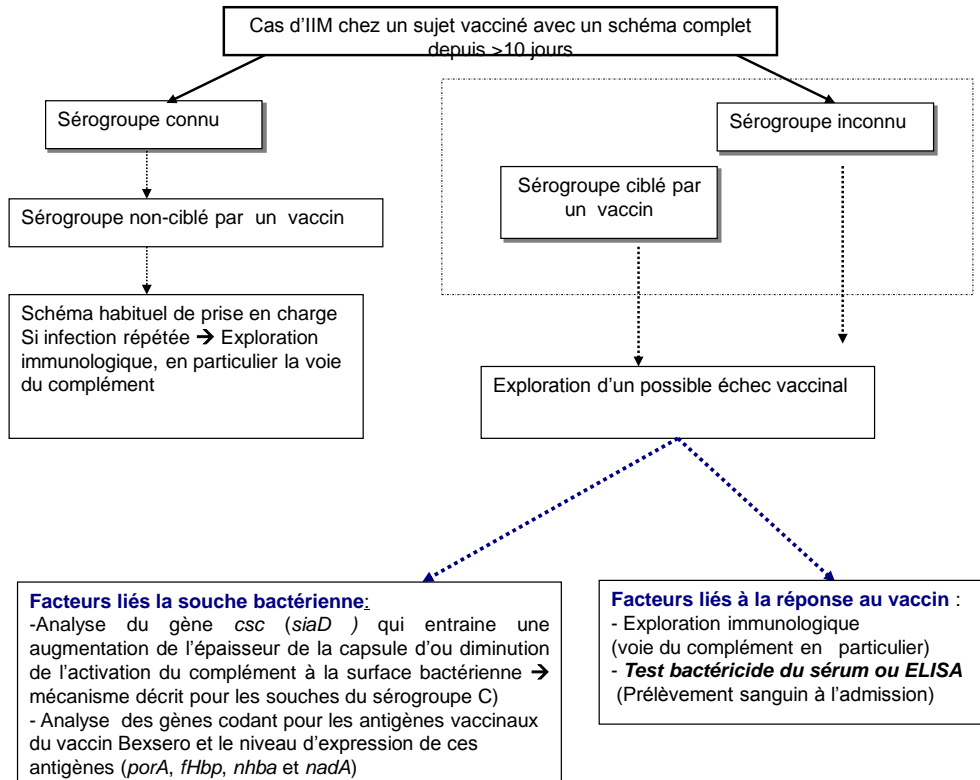 Cas d'IIM chez un sujet vacciné avec un schéma complet
depuis >10 jours
Sérogroupe connu
Sérogroupe inconnu
Sérogroupe ciblé par
un vaccin
Sérogroupe non-ciblé par un vaccin
Schéma habituel de prise en charge
Si infection répétée → Exploration
immunologique, en particulier la voie
du complément
Exploration d'un possible échec vaccinal
Facteurs liés la souche bactérienne:
-Analyse du gène csc (siaD ) qui entraine une
augmentation de l'épaisseur de la capsule d'ou diminution
de l'activation du complément à la surface bactérienne →
mécanisme décrit pour les souches du sérogroupe C)
- Analyse des gènes codant pour les antigènes vaccinaux
du vaccin Bexsero et le niveau d'expression de ces
antigènes (porA, fHbp, nhba et nadA)
Facteurs liés à la réponse au vaccin :
- Exploration immunologique
(voie du complément en particulier)
- Test bactéricide du sérum ou ELISA
(Prélèvement sanguin à l'admission)